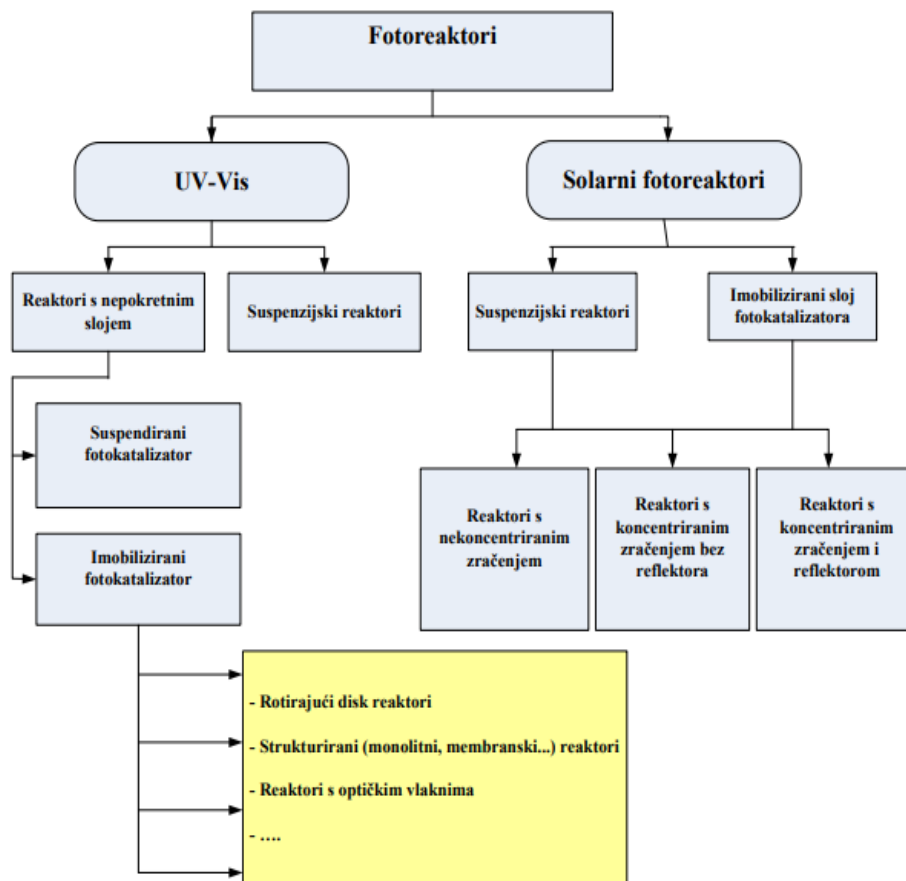 Fotoreaktori
UV-Vis
Solarni fotoreaktori
Reaktori s nepokretnim
slojem
Suspenzijski reaktori
Suspenzijski reaktori
Imobilizirani sloj
fotokatalizatora
Suspendirani
fotokatalizator
Imobilizirani
fotokatalizator
Reaktori s
nekoncentriranim
zračenjem
Reaktori s
koncentriranim
zračenjem bez
reflektora
Reaktori s
koncentriranim
zračenjem i
reflektorom
- Rotirajući disk reaktori
- Strukturirani (monolitni, membranski...) reaktori
- Reaktori s optičkim vlaknima
- ....